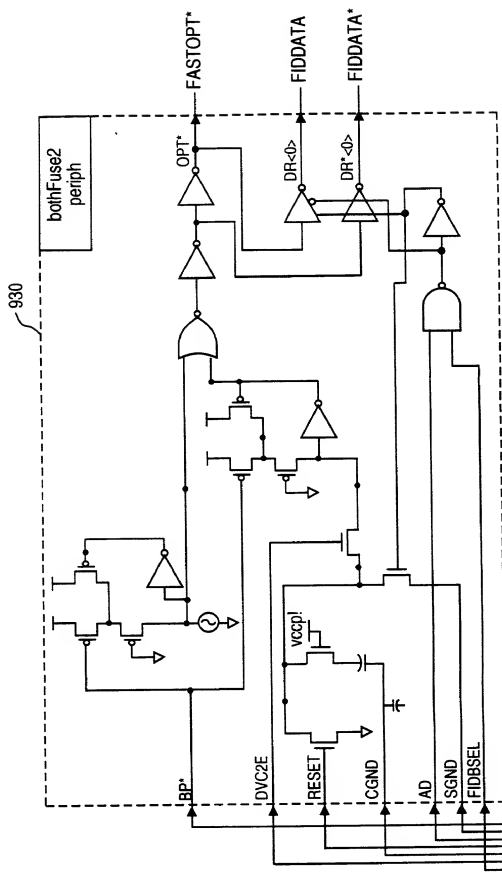 930
bothFuse2
periph
FASTOPT*
OPT*
FIDDATA
DR<0>
FIDDATA*
DR*<0>
BP*
DVC2E
RESET
vccp!
CGND
AD
SGND
FIDBSEL